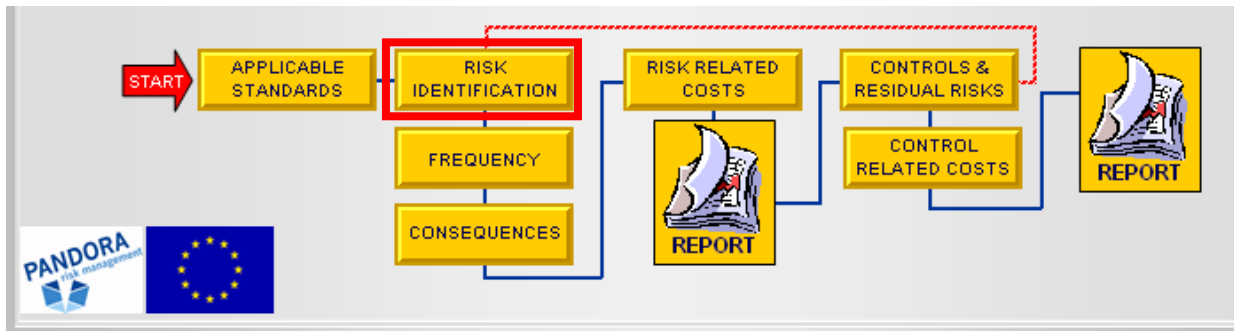 START
APPLICABLE
STANDARDS
RISK
IDENTIFICATION
FREQUENCY
CONSEQUENCES
RISK RELATED
COSTS
REPORT
CONTROLS &
RESIDUAL RISKS
CONTROL
RELATED COSTS
REPORT
PANDORA
risk management